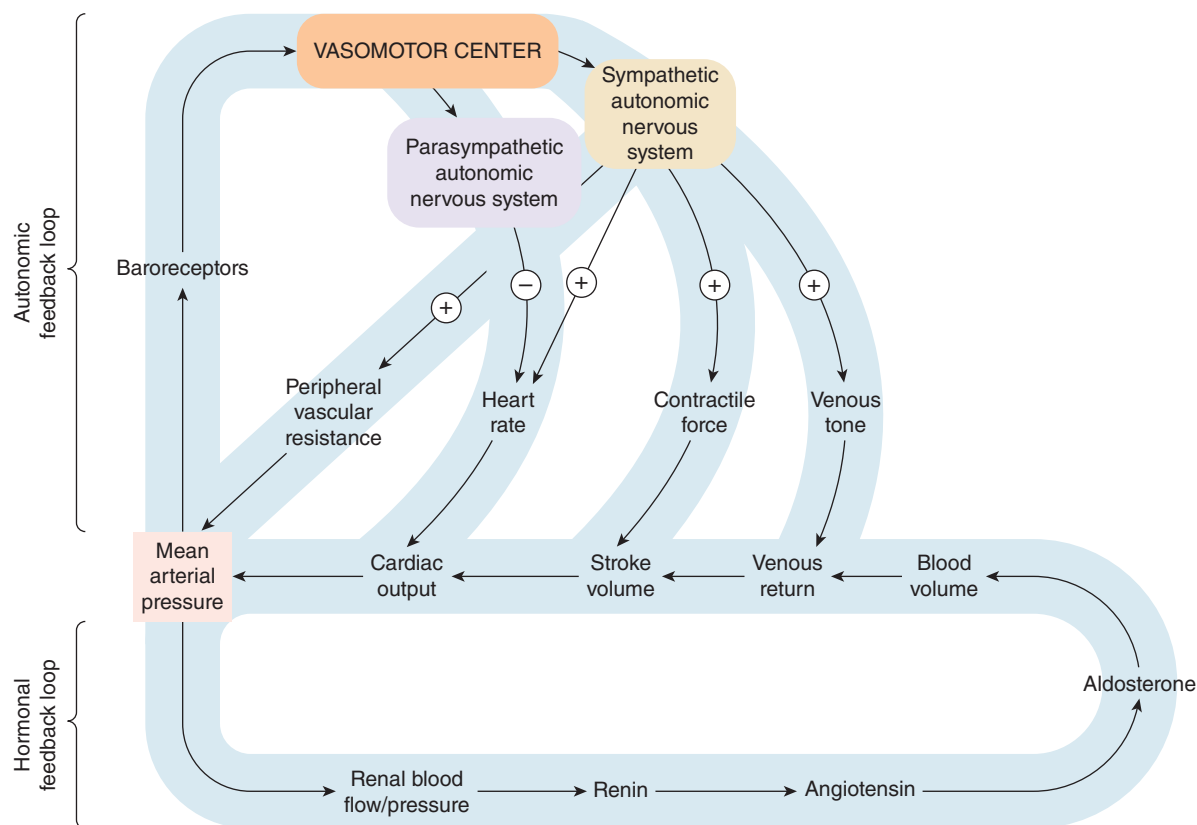 VASOMOTOR CENTER
Sympathetic
autonomic
nervous
system
Parasympathetic
autonomic
nervous system
Autonomic
feedback loop
Baroreceptors
+
−
+
+
+
Peripheral
vascular
resistance
Heart
rate
Contractile
force
Venous
tone
Mean
arterial
pressure
Cardiac
output
Stroke
volume
Venous
return
Blood
volume
Hormonal
feedback loop
Aldosterone
Renal blood
flow/pressure
Renin
Angiotensin